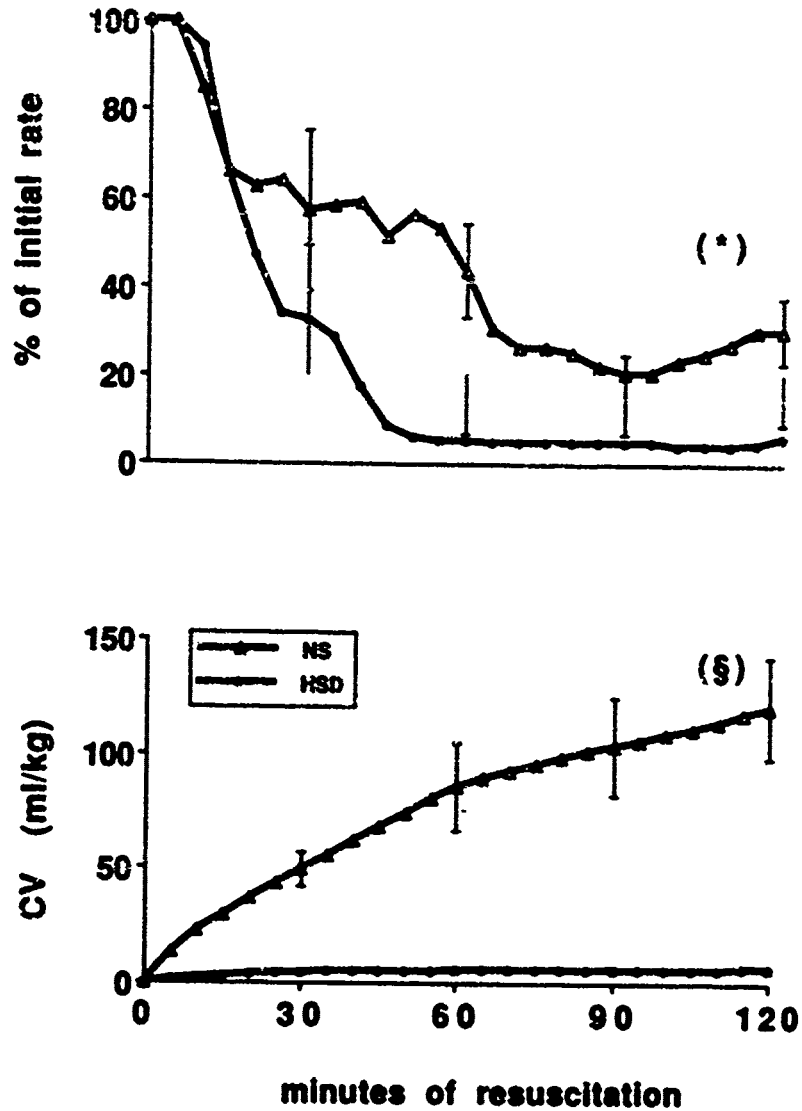 % of initial rate
100
80
60
40
20
0
(*)
CV (ml/kg)
150
100
50
0
NS
HSD
(§)
0 30 60 90 120
minutes of resuscitation